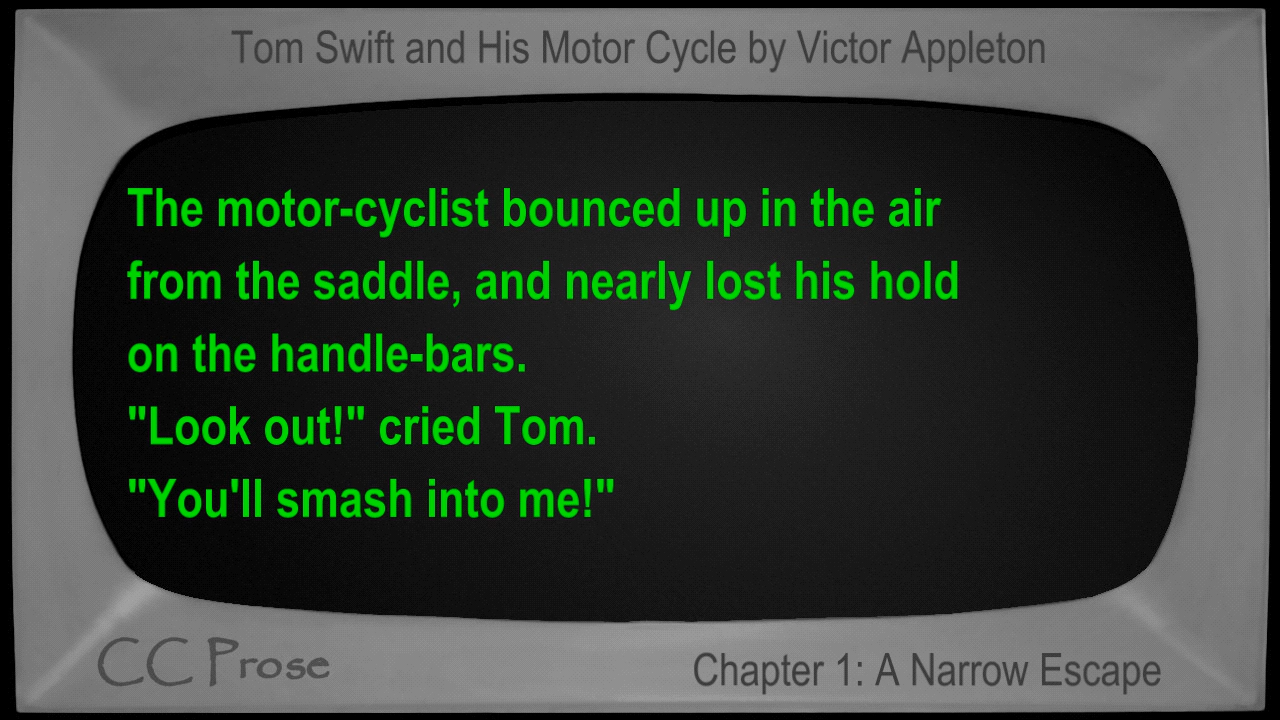 Tom Swift and His Motor Cycle by Victor Appleton
The motor-cyclist bounced up in the air
from the saddle, and nearly lost his hold
on the handle-bars.
"Look out!" cried Tom.
"You'll smash into me!"
CC Prose
Chapter 1: A Narrow Escape